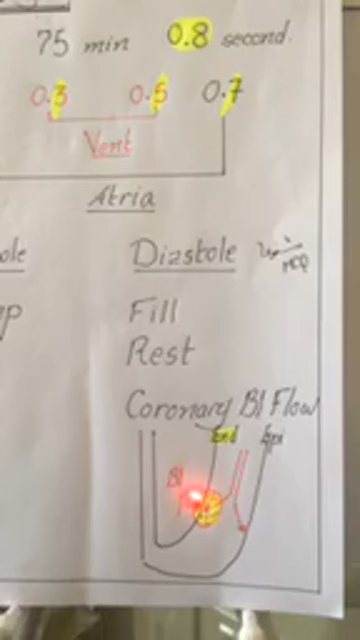 75 min 0.8 second.
0.3 0.5 0.7
Vent
Atria
ole Diastole MCQ
Fill
Rest
Coronary Bl Flow
end epi
Bl